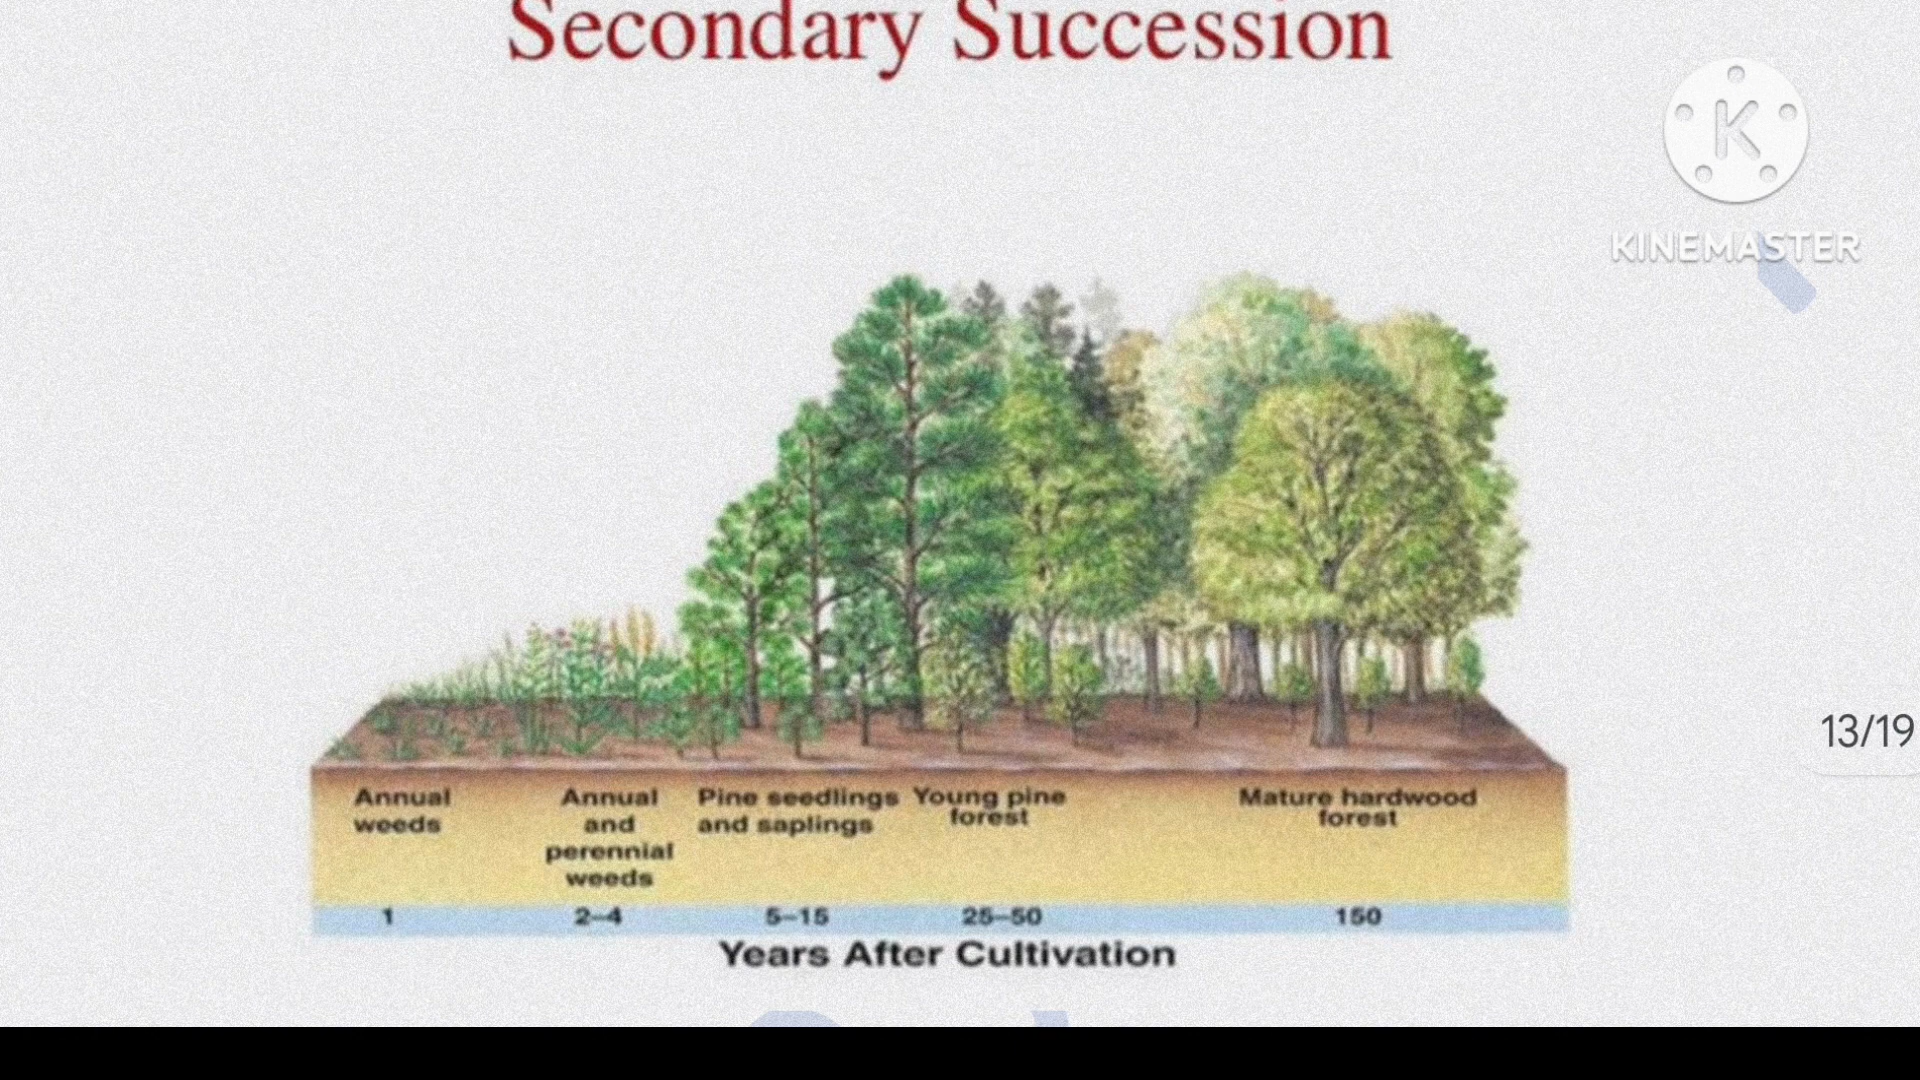 Secondary Succession
K
KINEMASTER
13/19
Annual
weeds
Annual
and
perennial
weeds
Pine seedlings
and saplings
Young pine
forest
Mature hardwood
forest
1
2–4
5–15
25–50
150
Years After Cultivation